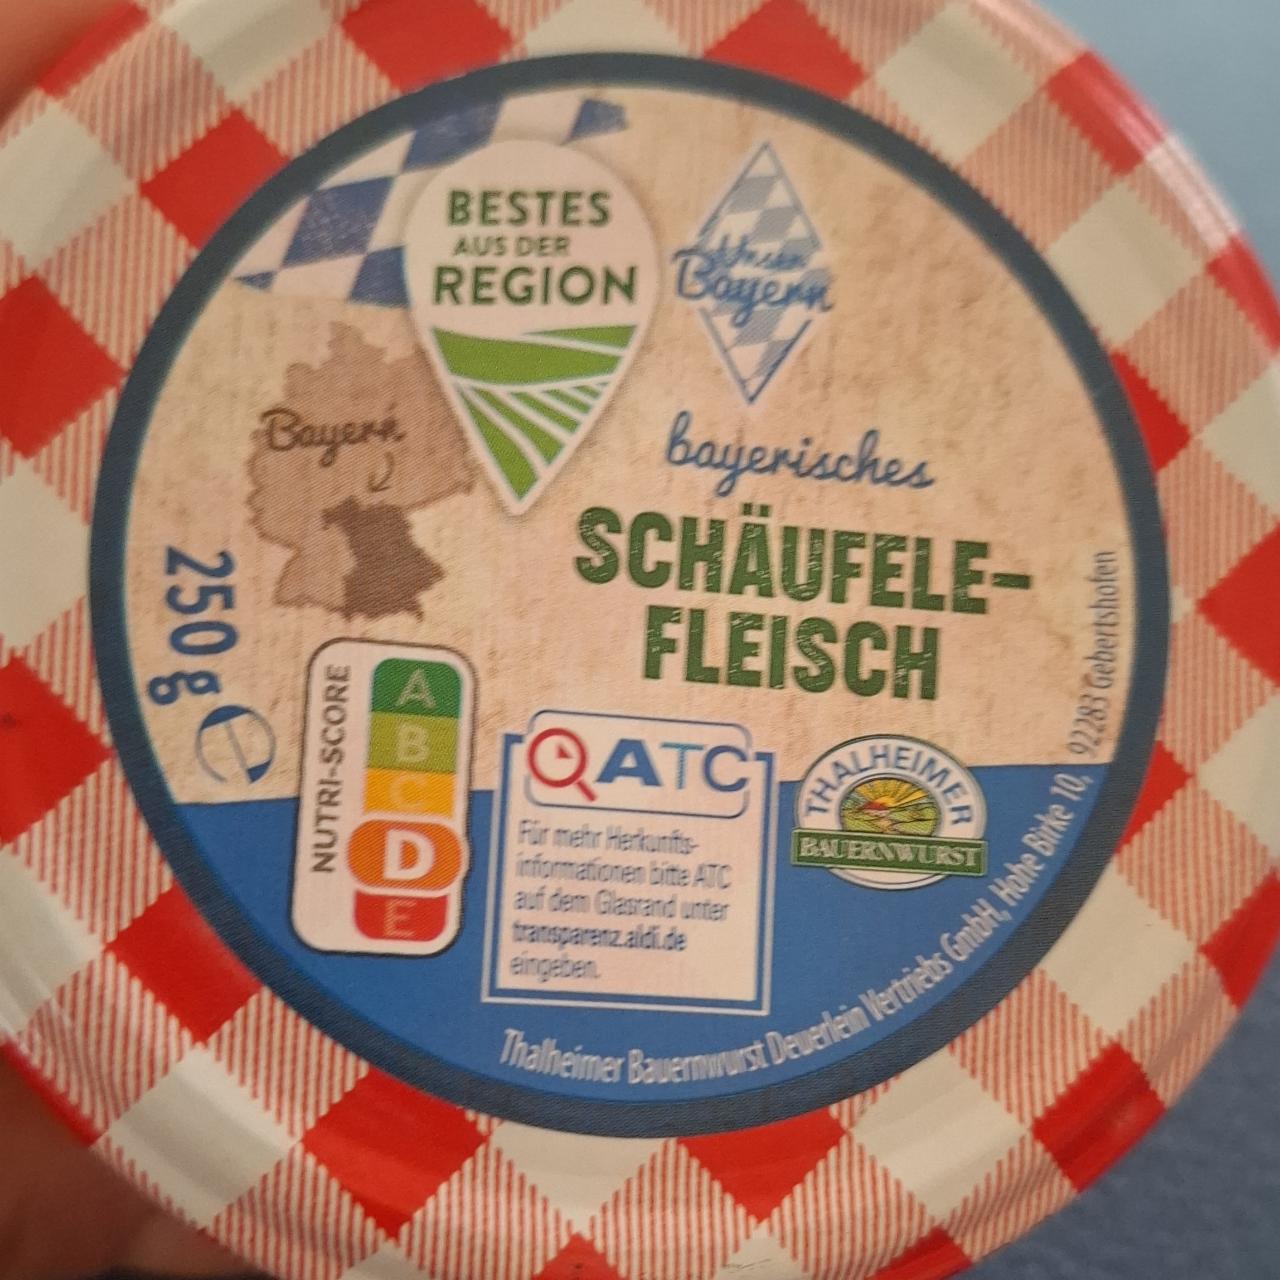 BESTES
AUS DER
REGION
Unser
Bayern
Bayern
bayerisches
SCHÄUFELE-
FLEISCH
250 g e
NUTRI-SCORE
A
B
C
D
E
ATC
Für mehr Herkunfts-
informationen bitte ATC
auf dem Glasrand unter
transparenz.aldi.de
eingeben.
THALHEIMER
BAUERNWURST
Thalheimer Bauernwurst Deuerlein Vertriebs GmbH, Hohe Birke 10, 92283 Gebertshofen